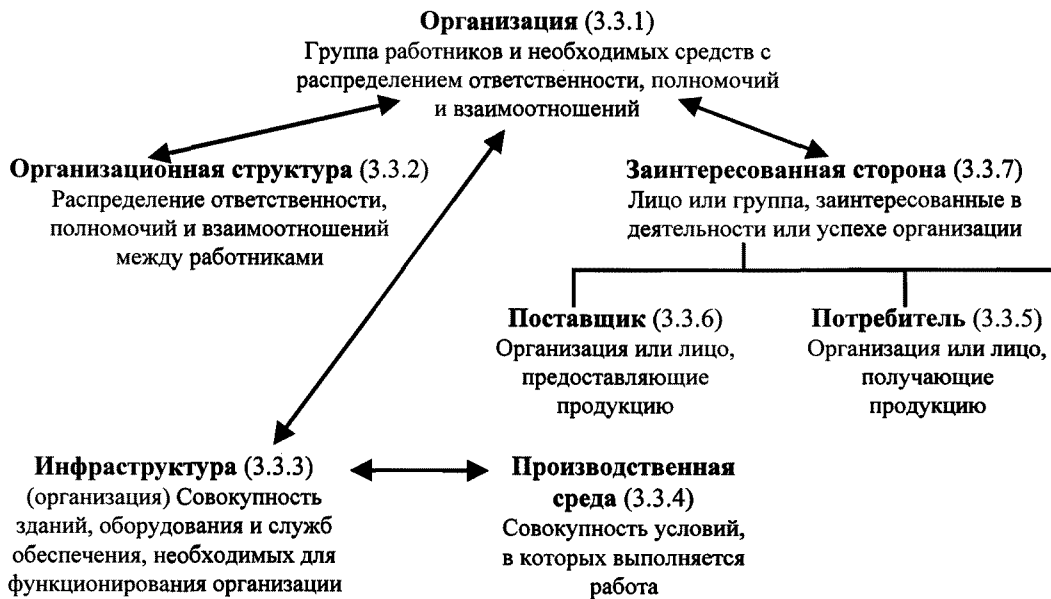 Организация (3.3.1)
Группа работников и необходимых средств с
распределением ответственности, полномочий
и взаимоотношений
Организационная структура (3.3.2)
Распределение ответственности,
полномочий и взаимоотношений
между работниками
Заинтересованная сторона (3.3.7)
Лицо или группа, заинтересованные в
деятельности или успехе организации
Поставщик (3.3.6)
Организация или лицо,
предоставляющие
продукцию
Потребитель (3.3.5)
Организация или лицо,
получающие
продукцию
Инфраструктура (3.3.3)
(организация) Совокупность
зданий, оборудования и служб
обеспечения, необходимых для
функционирования организации
Производственная
среда (3.3.4)
Совокупность условий,
в которых выполняется
работа